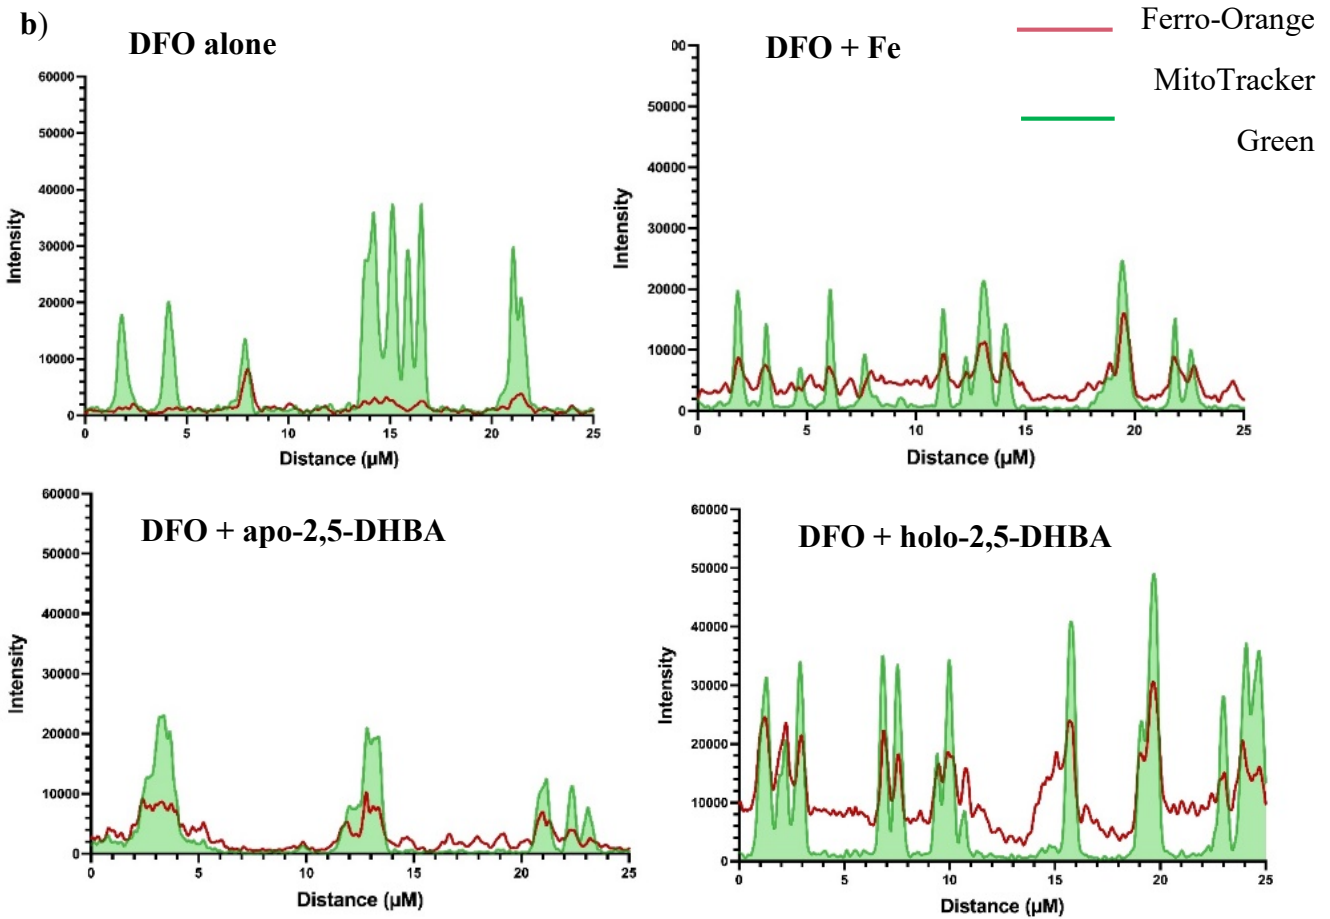 b)
DFO alone
DFO + Fe
Ferro-Orange
MitoTracker
Green
60000
50000
40000
30000
20000
10000
0
Intensity
0 5 10 15 20 25
Distance (µM)
00
50000
40000
30000
20000
10000
0
Intensity
0 5 10 15 20 25
Distance (µM)
DFO + apo-2,5-DHBA
60000
50000
40000
30000
20000
10000
0
Intensity
0 5 10 15 20 25
Distance (µM)
DFO + holo-2,5-DHBA
60000
50000
40000
30000
20000
10000
0
Intensity
0 5 10 15 20 25
Distance (µM)